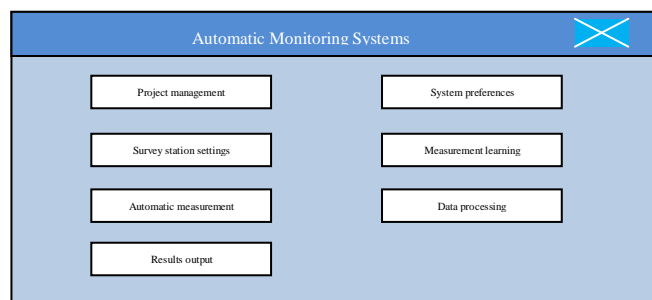 Automatic Monitoring Systems
Project management
System preferences
Survey station settings
Measurement learning
Automatic measurement
Data processing
Results output